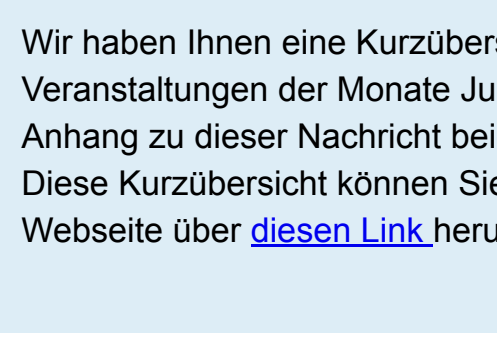 Wir haben Ihnen eine Kurzübers
Veranstaltungen der Monate Ju
Anhang zu dieser Nachricht bei
Diese Kurzübersicht können Sie
Webseite über diesen Link heru